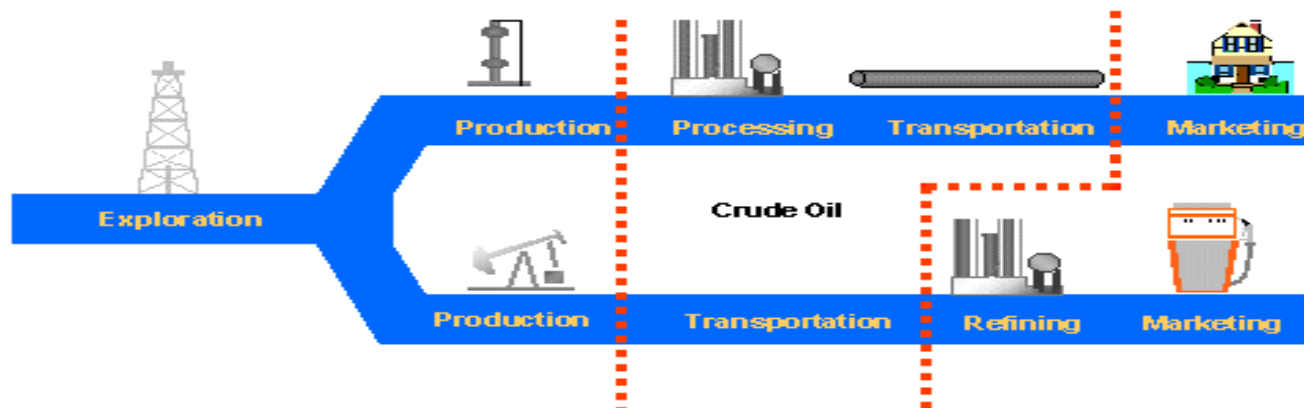 Production Processing Transportation Marketing
Exploration
Crude Oil
Production Transportation Refining Marketing